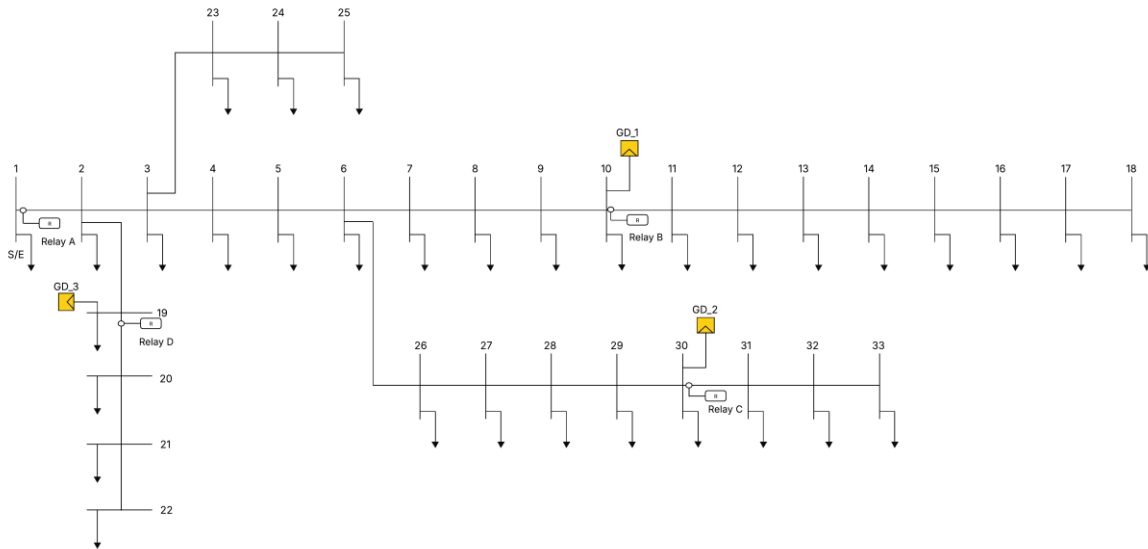 23 24 25
GD_1
1 2 3 4 5 6 7 8 9 10 11 12 13 14 15 16 17 18
R R
Relay A Relay B
S/E
GD_3
19
R
Relay D
GD_2
20
26 27 28 29 30 31 32 33
R
Relay C
21
22